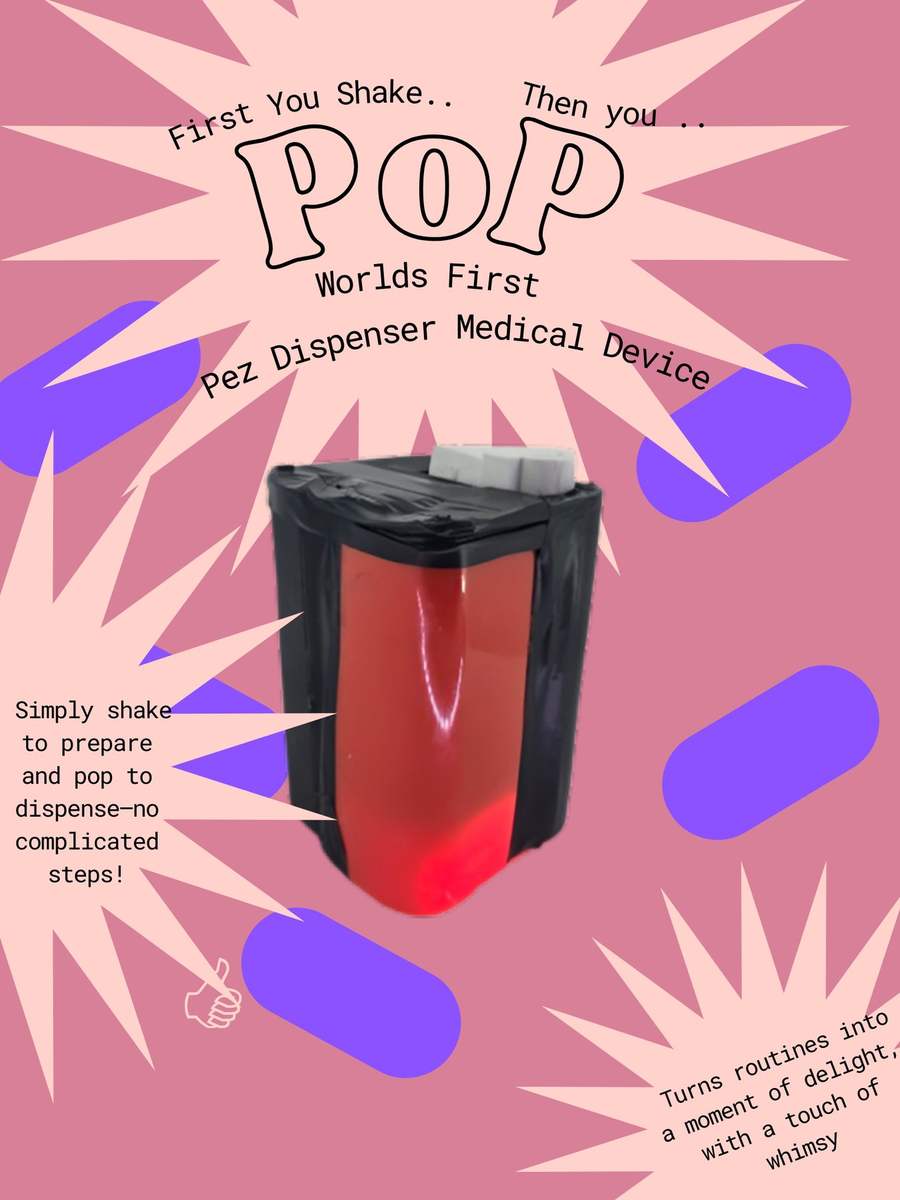 First You Shake..
Then you ..
PoP
Worlds First
Pez Dispenser Medical Device
Simply shake
to prepare
and pop to
dispense—no
complicated
steps!
Turns routines into
a moment of delight,
with a touch of
whimsy